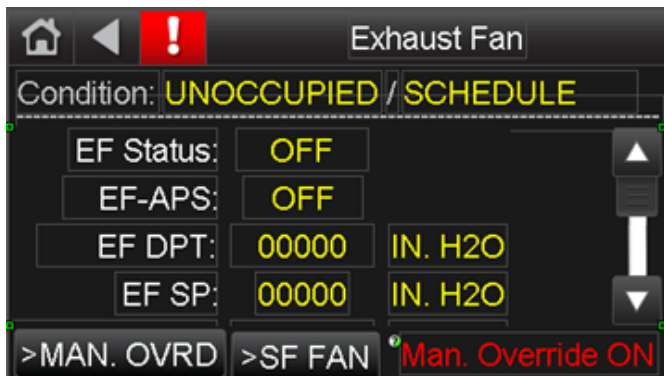 !
Exhaust Fan
Condition: UNOCCUPIED / SCHEDULE
EF Status: OFF
EF-APS: OFF
EF DPT: 00000 IN. H2O
EF SP: 00000 IN. H2O
>MAN. OVRD >SF FAN Man. Override ON